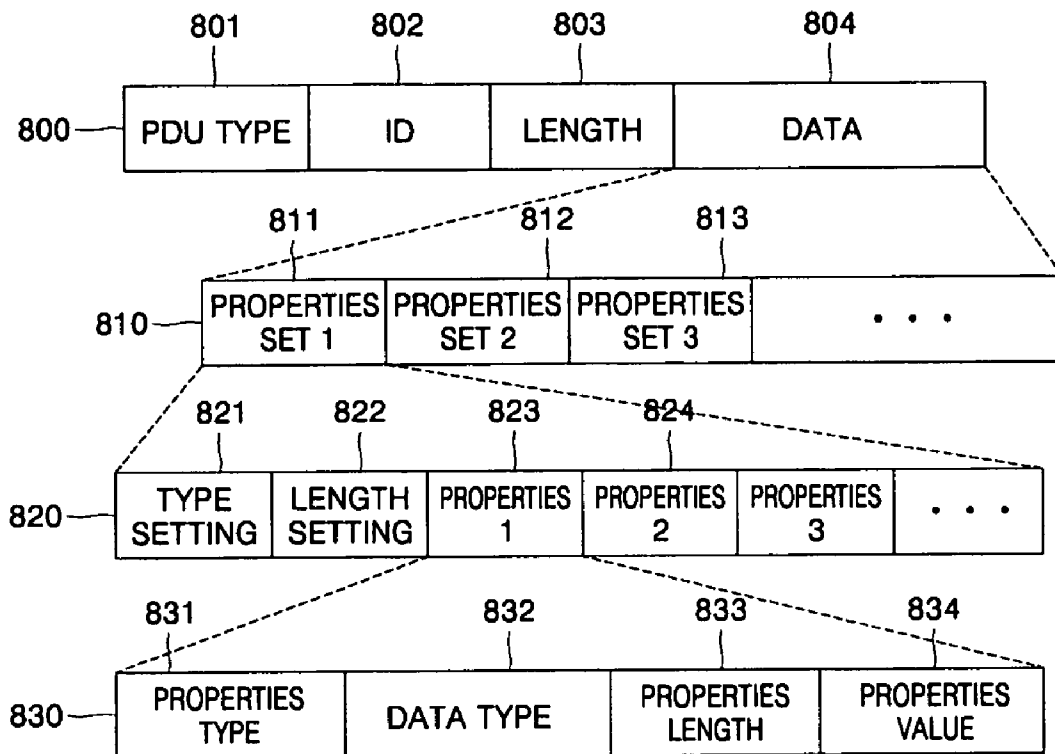 801 802 803 804
800 PDU TYPE ID LENGTH DATA
811 812 813
810 PROPERTIES SET 1 PROPERTIES SET 2 PROPERTIES SET 3 • • •
821 822 823 824
820 TYPE SETTING LENGTH SETTING PROPERTIES 1 PROPERTIES 2 PROPERTIES 3 • • •
831 832 833 834
830 PROPERTIES TYPE DATA TYPE PROPERTIES LENGTH PROPERTIES VALUE